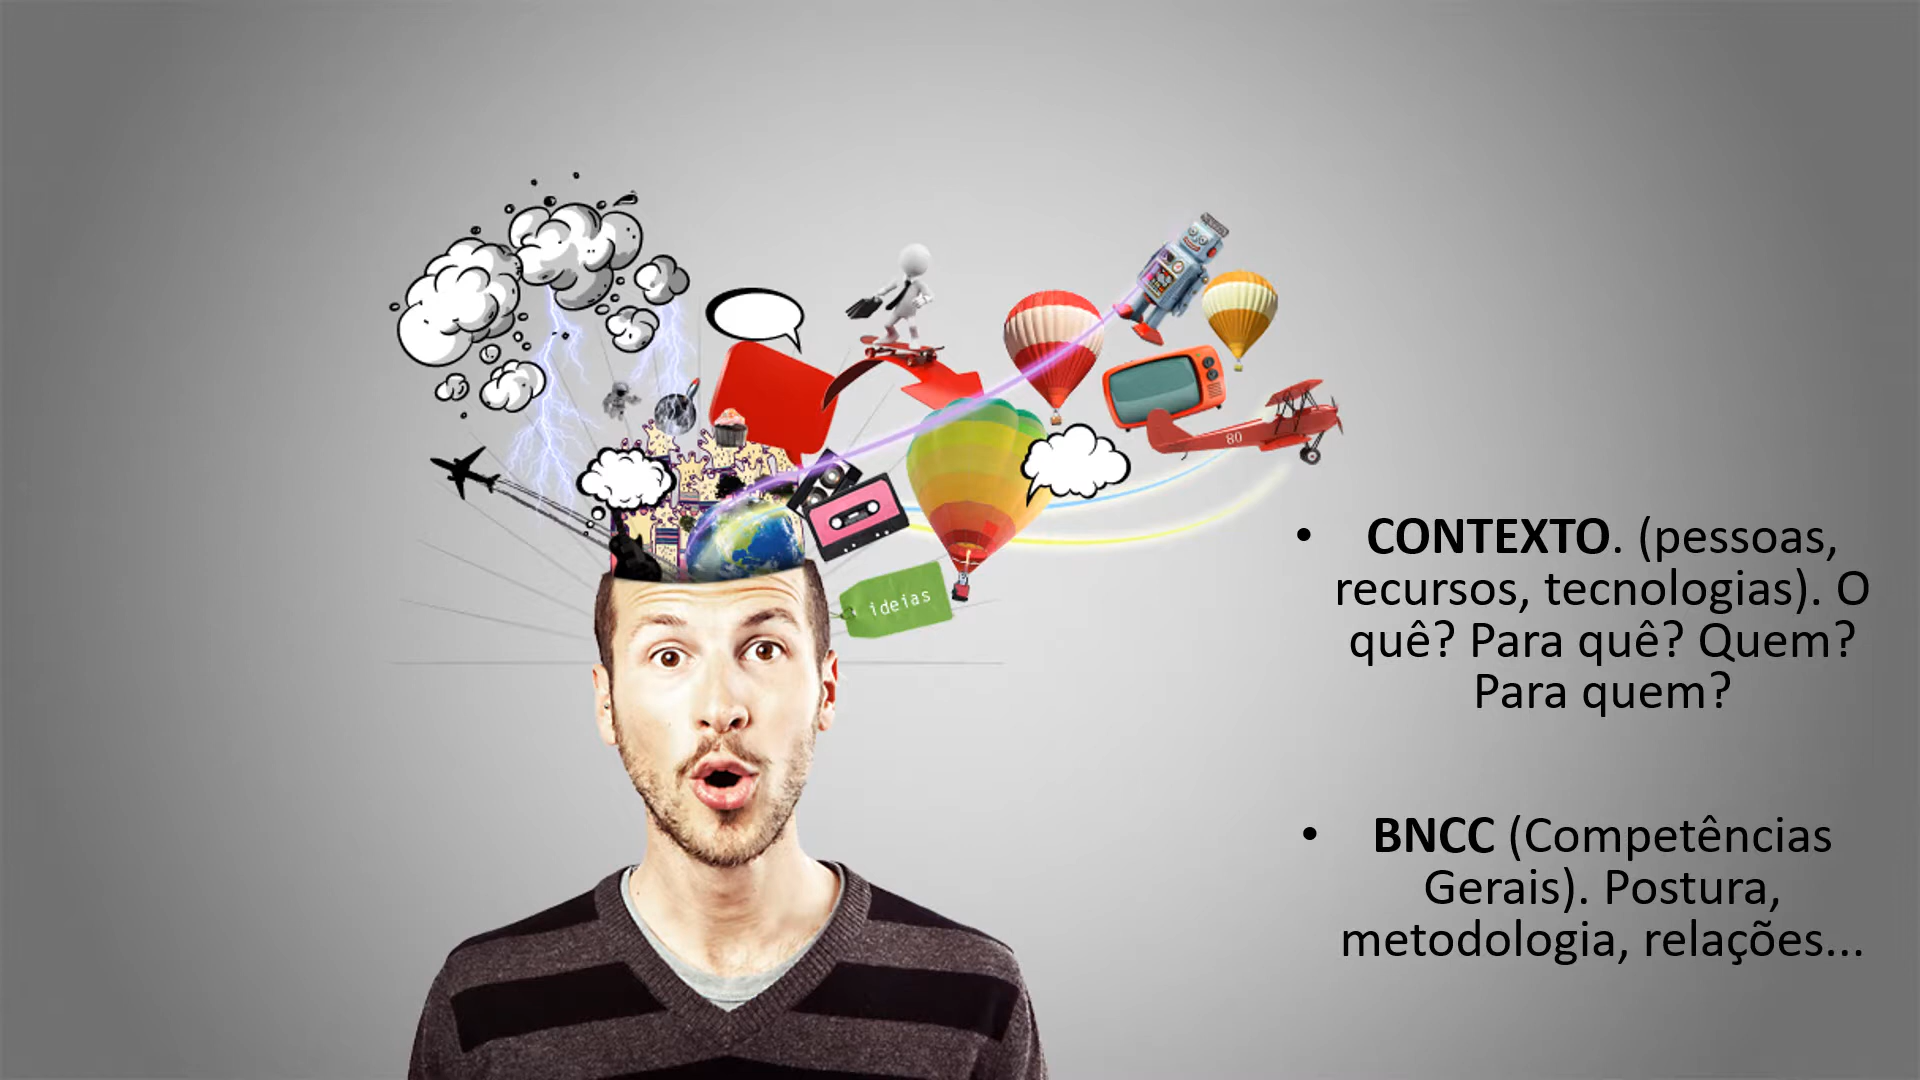 80
ideias
• CONTEXTO. (pessoas,
recursos, tecnologias). O
quê? Para quê? Quem?
Para quem?
• BNCC (Competências
Gerais). Postura,
metodologia, relações...